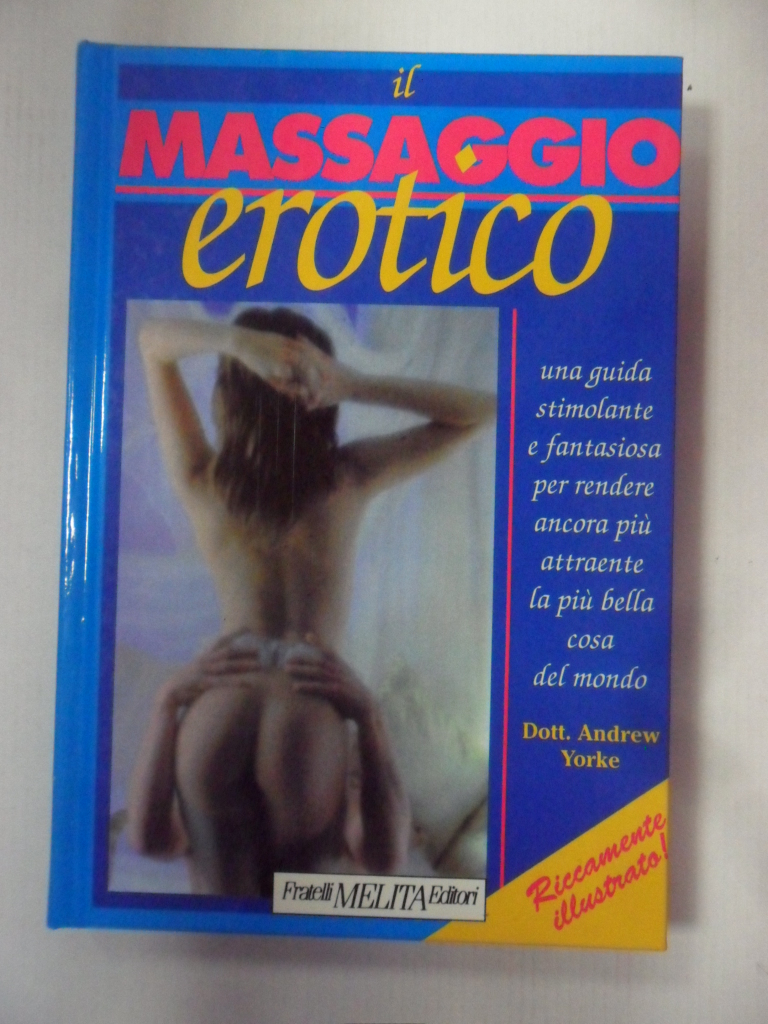 il
MASSAGGIO
erotico
una guida
stimolante
e fantasiosa
per rendere
ancora più
attraente
la più bella
cosa
del mondo
Dott. Andrew
Yorke
Riccamente
illustrato!
Fratelli MELITA Editori